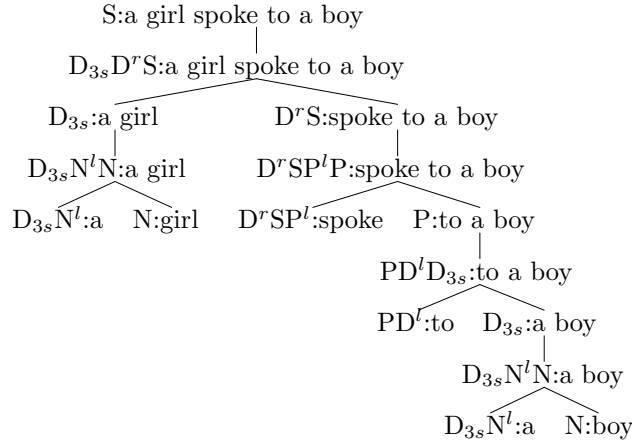 S:a girl spoke to a boy
D₃ₛDʳS:a girl spoke to a boy
D₃ₛ:a girl DʳS:spoke to a boy
D₃ₛNˡN:a girl DʳSPˡP:spoke to a boy
D₃ₛNˡ:a N:girl DʳSPˡ:spoke P:to a boy
PDˡD₃ₛ:to a boy
PDˡ:to D₃ₛ:a boy
D₃ₛNˡN:a boy
D₃ₛNˡ:a N:boy